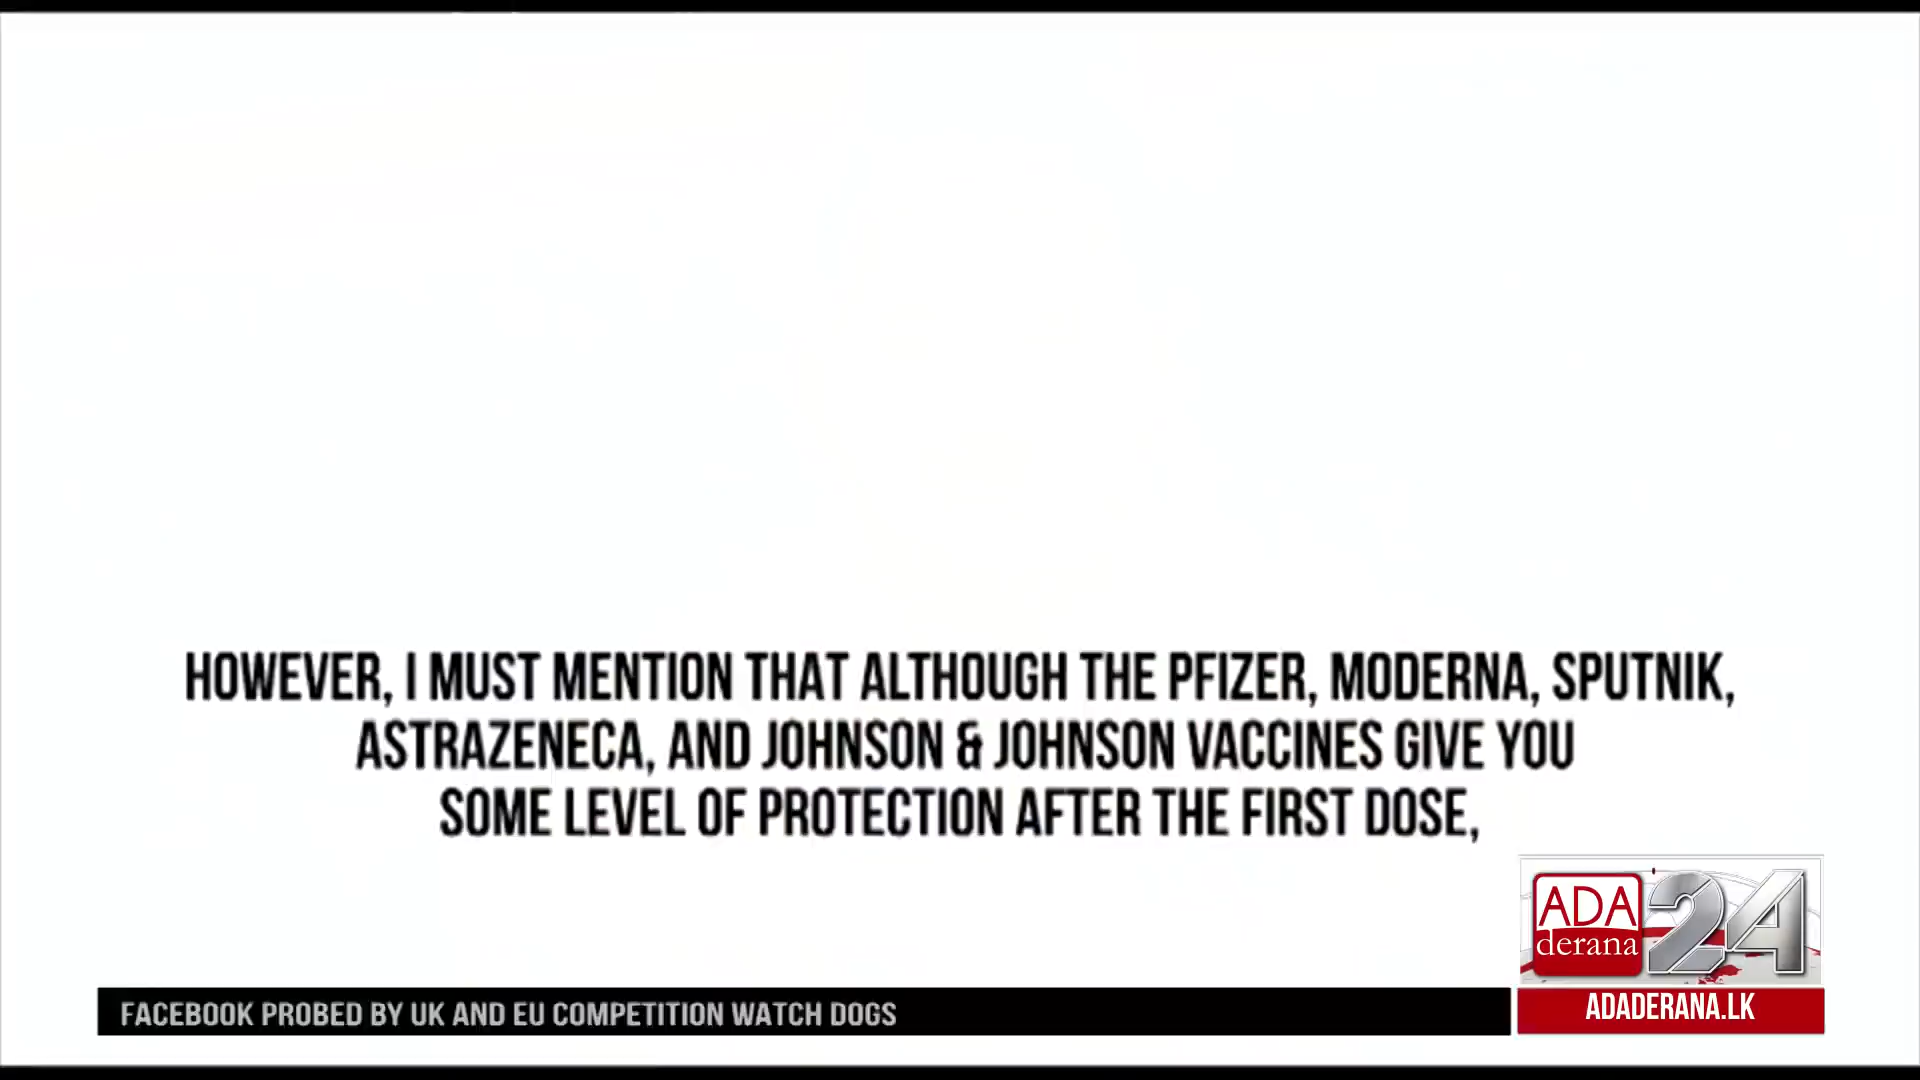 HOWEVER, I MUST MENTION THAT ALTHOUGH THE PFIZER, MODERNA, SPUTNIK,
ASTRAZENECA, AND JOHNSON & JOHNSON VACCINES GIVE YOU
SOME LEVEL OF PROTECTION AFTER THE FIRST DOSE,
ADA
derana
24
FACEBOOK PROBED BY UK AND EU COMPETITION WATCH DOGS
ADADERANA.LK